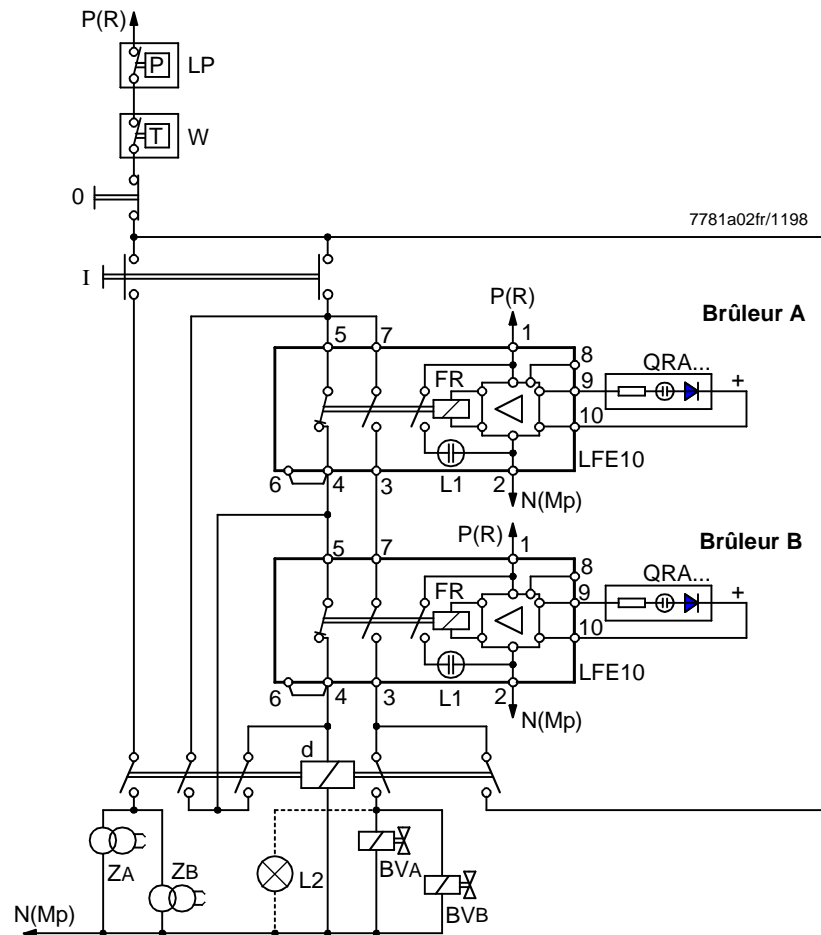 P(R)
P LP
T W
0
7781a02fr/1198
I
P(R)
Brûleur A
5 7 1
8
FR 9 QRA... +
10
LFE10
6 4 3 L1 2
N(Mp)
P(R)
Brûleur B
5 7 1
8
FR 9 QRA... +
10
LFE10
6 4 3 L1 2
N(Mp)
d
ZA ZB L2 BVA
BVB
N(Mp)